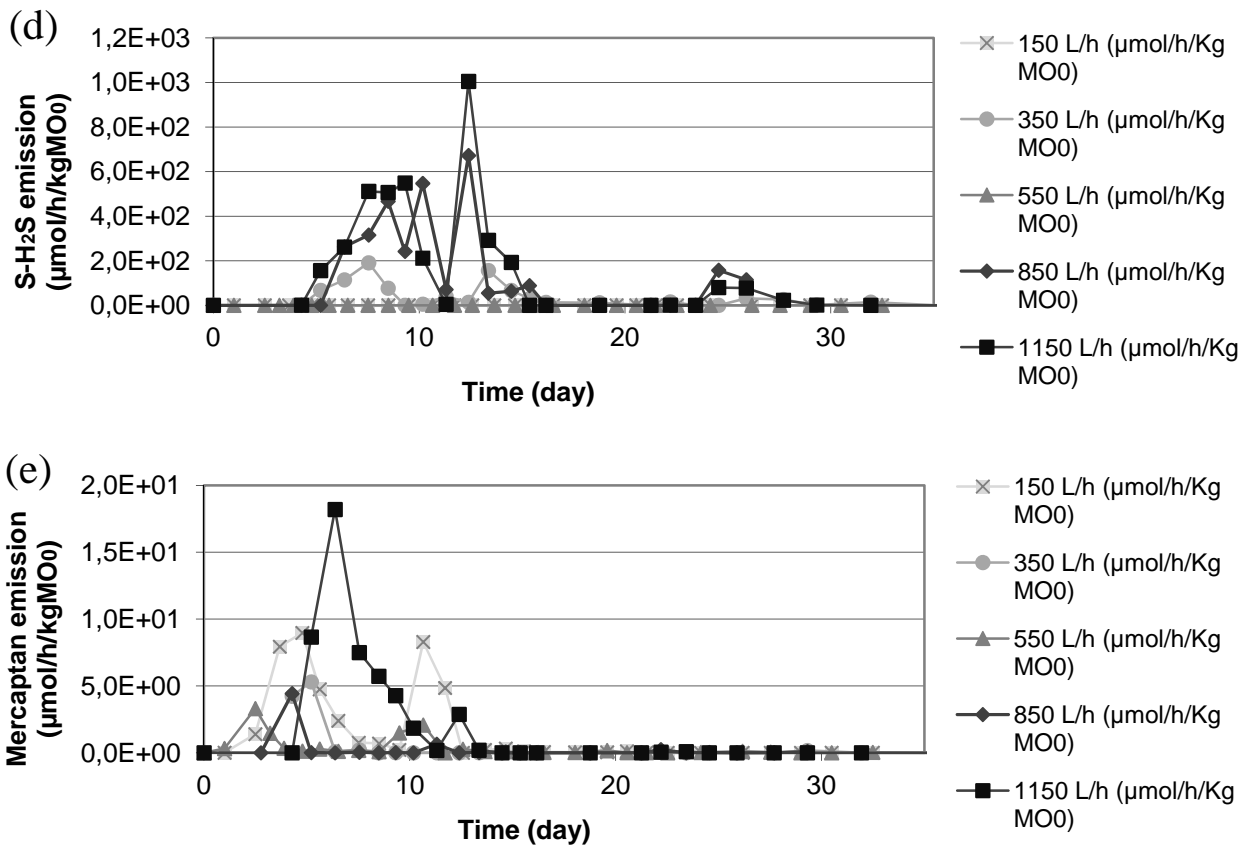 (d)
S-H2S emission
(µmol/h/kgMO0)
1,2E+03
1,0E+03
8,0E+02
6,0E+02
4,0E+02
2,0E+02
0,0E+00
0
10
20
30
Time (day)
150 L/h (µmol/h/Kg
MO0)
350 L/h (µmol/h/Kg
MO0)
550 L/h (µmol/h/Kg
MO0)
850 L/h (µmol/h/Kg
MO0)
1150 L/h (µmol/h/Kg
MO0)
(e)
Mercaptan emission
(µmol/h/kgMO0)
2,0E+01
1,5E+01
1,0E+01
5,0E+00
0,0E+00
0
10
20
30
Time (day)
150 L/h (µmol/h/Kg
MO0)
350 L/h (µmol/h/Kg
MO0)
550 L/h (µmol/h/Kg
MO0)
850 L/h (µmol/h/Kg
MO0)
1150 L/h (µmol/h/Kg
MO0)